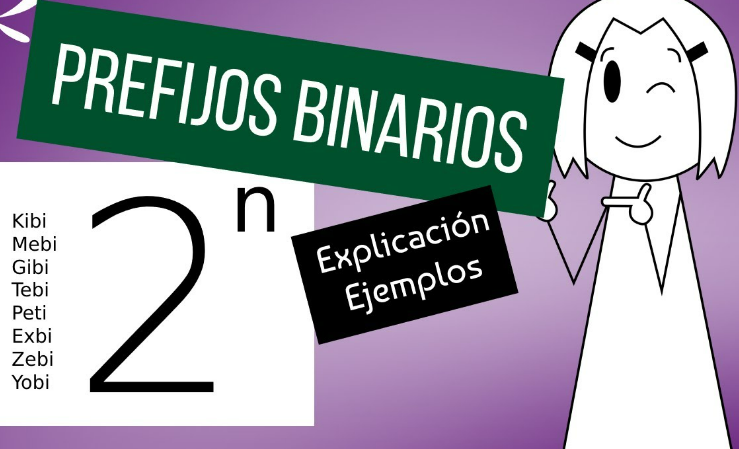 PREFIJOS BINARIOS
2 n
Kibi
Mebi
Gibi
Tebi
Peti
Exbi
Zebi
Yobi
Explicación
Ejemplos